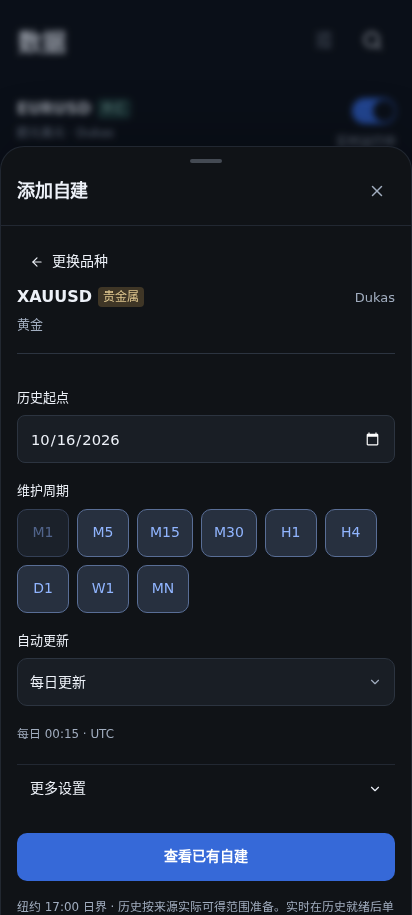 数据
EURUSD
添加自建
更换品种
XAUUSD 贵金属 Dukas
黄金
历史起点
10/16/2026
维护周期
M1 M5 M15 M30 H1 H4
D1 W1 MN
自动更新
每日更新
每日 00:15 · UTC
更多设置
查看已有自建
纽约 17:00 日界 · 历史按来源实际可得范围准备。实时在历史就绪后单